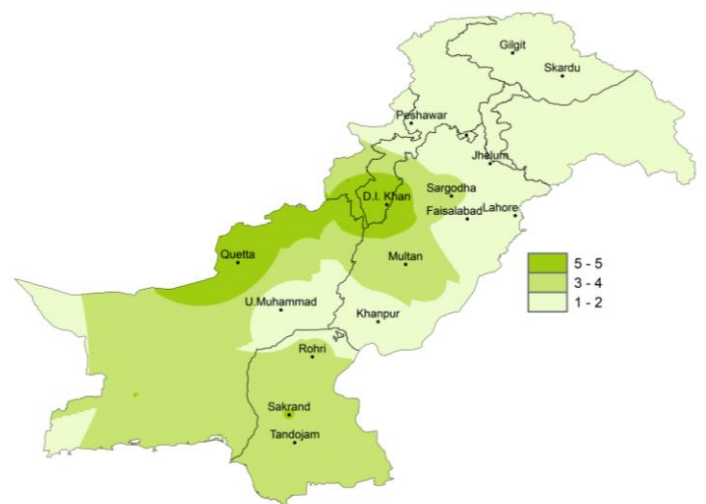 Gilgit
Skardu
Peshawar
Jhelum
D.I. Khan
Sargodha
Faisalabad
Lahore
Quetta
Multan
5 - 5
3 - 4
1 - 2
U.Muhammad
Khanpur
Rohri
Sakrand
Tandojam